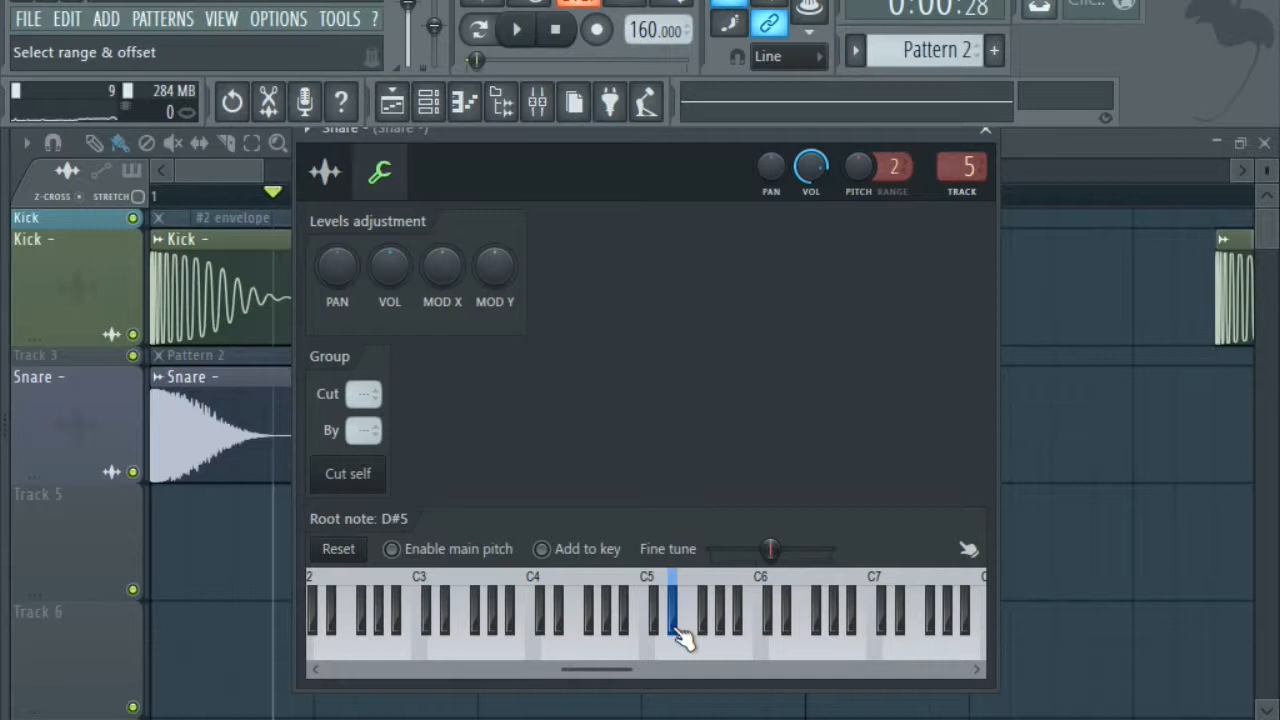 FILE EDIT ADD PATTERNS VIEW OPTIONS TOOLS ?
0:00:28
Select range & offset
160.000
Line
Pattern 2
+
9
284 MB
0
?
Snare - (Snare -)
Z-CROSS
STRETCH
1
PAN
VOL
PITCH
RANGE
2
5
TRACK
Kick
#2 envelope
Kick -
Kick -
Levels adjustment
PAN
VOL
MOD X
MOD Y
Track 3
Pattern 2
Group
Snare -
Snare -
Cut
---
By
---
Cut self
Track 5
Root note: D#5
Reset
Enable main pitch
Add to key
Fine tune
2
C3
C4
C5
C6
C7
Track 6